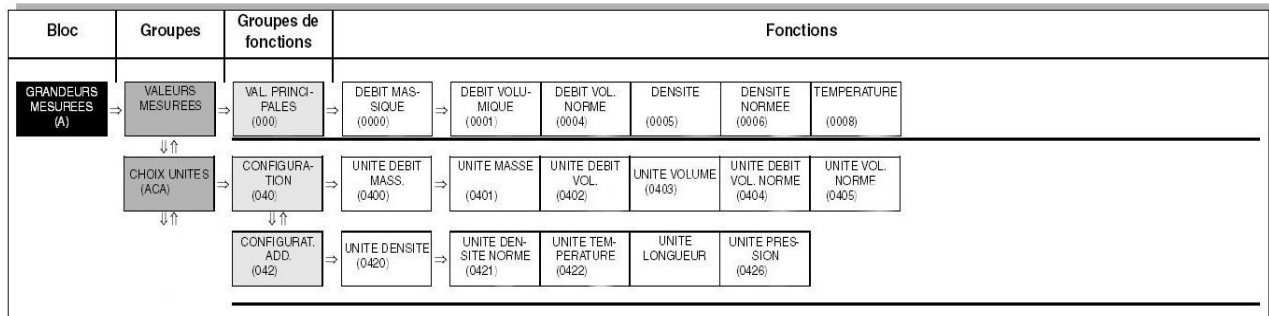 Bloc
Groupes
Groupes de
fonctions
Fonctions
GRANDEURS
MESUREES
(A)
⇒
VALEURS
MESUREES
⇒
VAL. PRINCI-
PALES
(000)
⇒
DEBIT MAS-
SIQUE
(0000)
⇒
DEBIT VOLU-
MIQUE
(0001)
DEBIT VOL.
NORME
(0004)
DENSITE
(0005)
DENSITE
NORMEE
(0006)
TEMPERATURE
(0008)
⇓⇑
CHOIX UNITES
(ACA)
⇒
CONFIGURA-
TION
(040)
⇒
UNITE DEBIT
MASS.
(0400)
⇒
UNITE MASSE
(0401)
UNITE DEBIT
VOL.
(0402)
UNITE VOLUME
(0403)
UNITE DEBIT
VOL. NORME
(0404)
UNITE VOL.
NORME
(0405)
⇓⇑
⇓⇑
CONFIGURAT.
ADD.
(042)
⇒
UNITE DENSITE
(0420)
⇒
UNITE DEN-
SITE NORME
(0421)
UNITE TEM-
PERATURE
(0422)
UNITE
LONGUEUR
UNITE PRES-
SION
(0426)